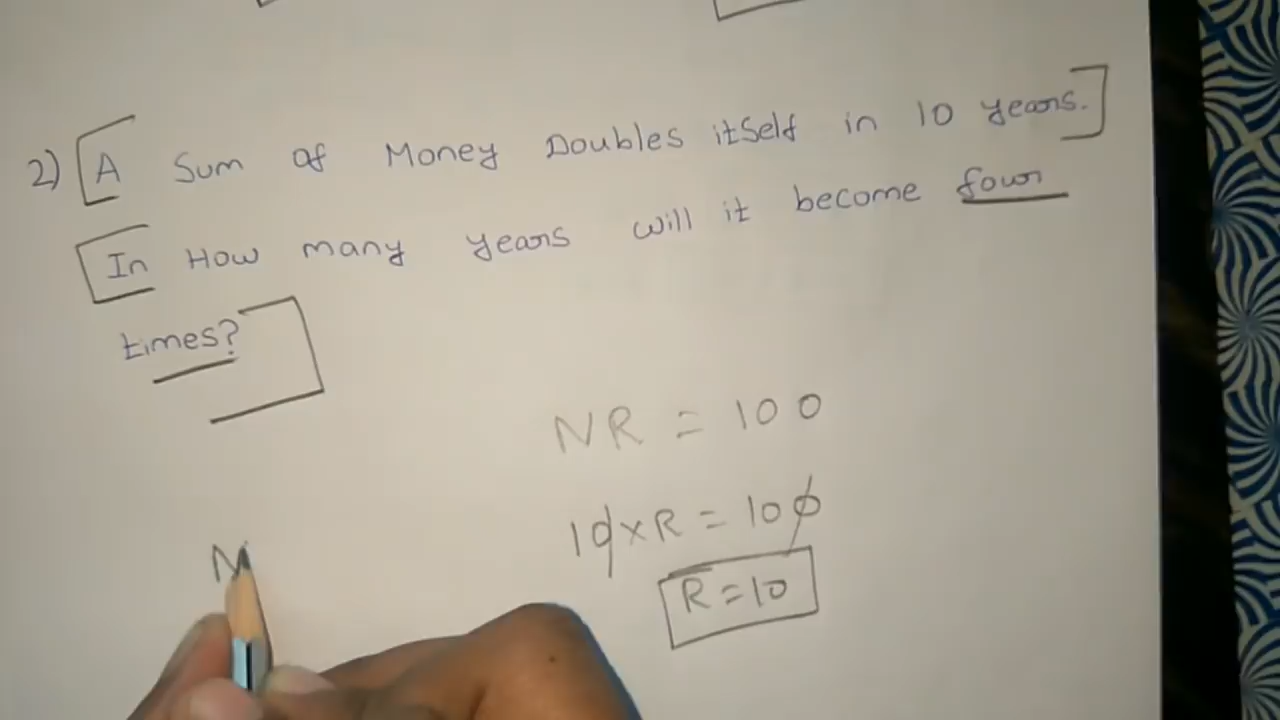 2) [A Sum of Money Doubles itself in 10 years.]
[In How many years will it become four
times?]
NR = 100
10xR = 100
R=10
N